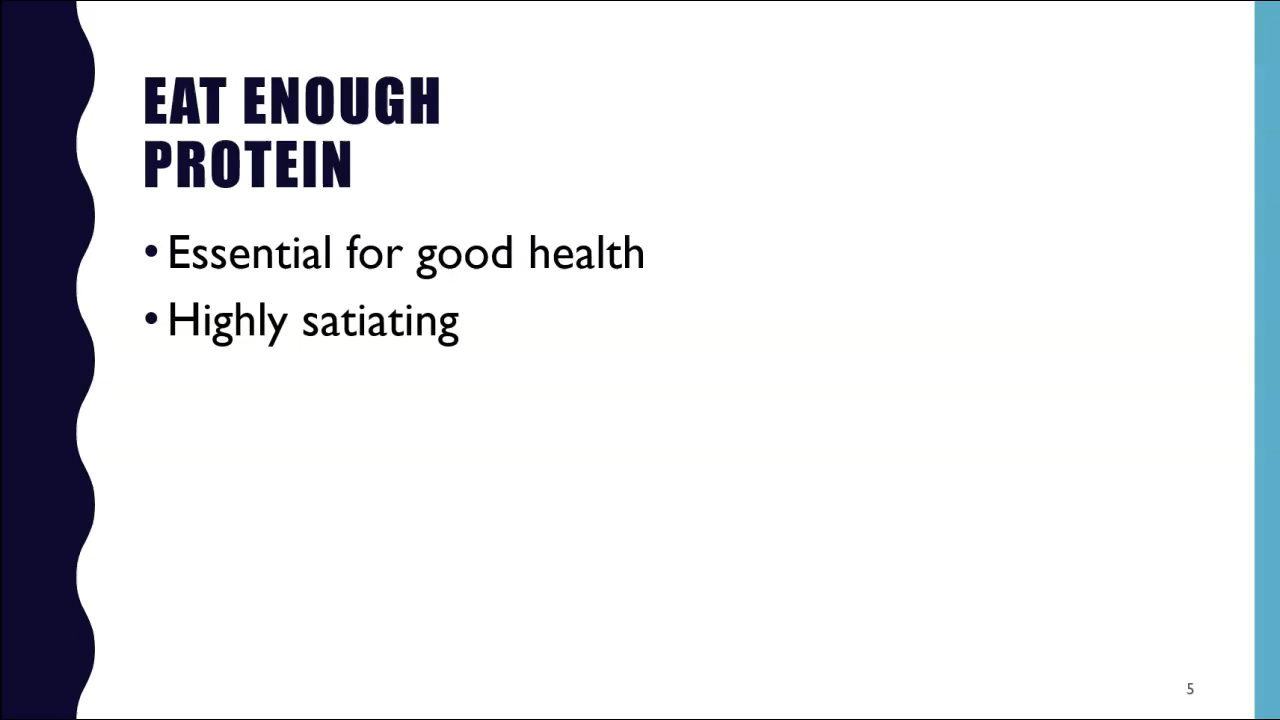 EAT ENOUGH
PROTEIN
• Essential for good health
• Highly satiating
5